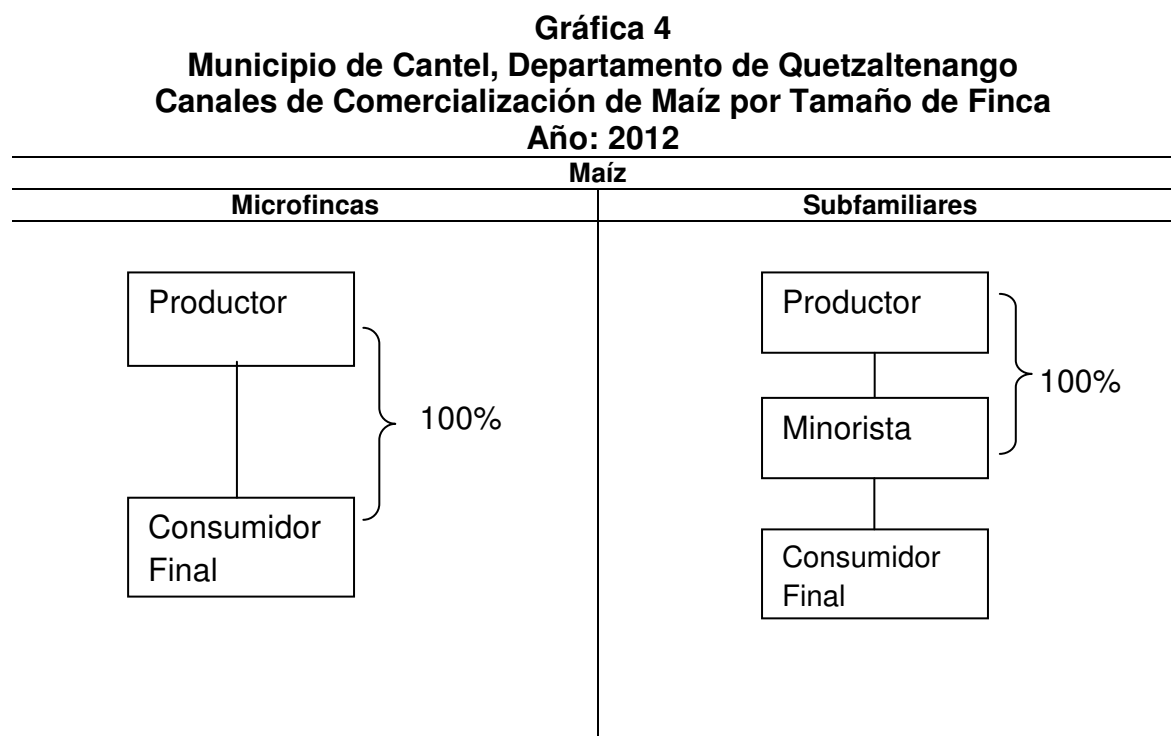 Gráfica 4
Municipio de Cantel, Departamento de Quetzaltenango
Canales de Comercialización de Maíz por Tamaño de Finca
Año: 2012
Maíz
Microfincas
Subfamiliares
Productor
100%
Consumidor
Final
Productor
100%
Minorista
Consumidor
Final